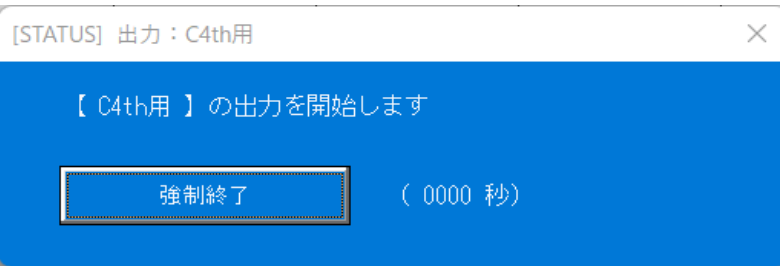 [STATUS] 出力：C4th用
【 C4th用 】の出力を開始します
強制終了
( 0000 秒)